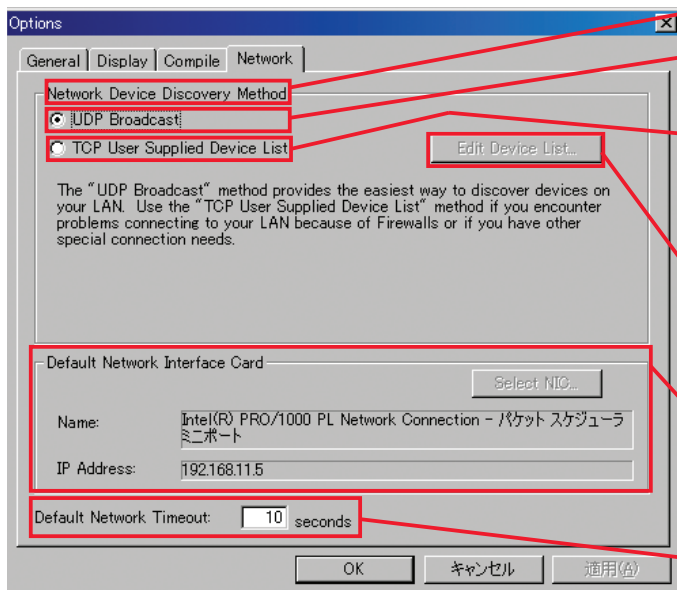 Options
General Display Compile Network
Network Device Discovery Method
UDP Broadcast
TCP User Supplied Device List
Edit Device List...
The "UDP Broadcast" method provides the easiest way to discover devices on
your LAN. Use the "TCP User Supplied Device List" method if you encounter
problems connecting to your LAN because of Firewalls or if you have other
special connection needs.
Default Network Interface Card
Select NIC...
Name: Intel(R) PRO/1000 PL Network Connection - パケット スケジューラ
ミニポート
IP Address: 192.168.11.5
Default Network Timeout: 10 seconds
OK キャンセル 適用(A)